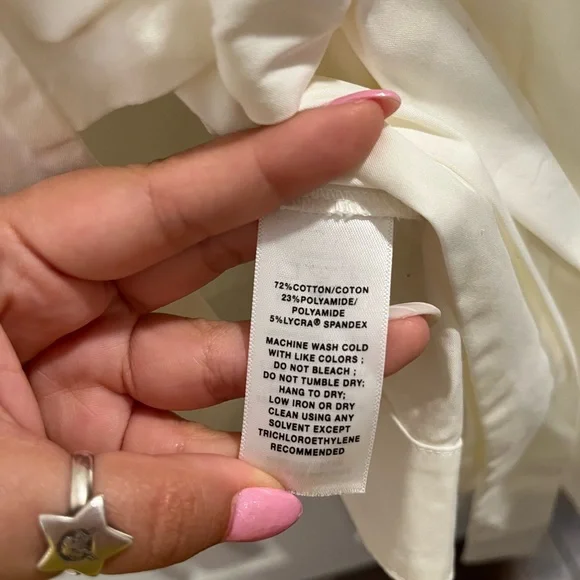 72%COTTON/COTON
23%POLYAMIDE/
POLYAMIDE
5%LYCRA® SPANDEX
MACHINE WASH COLD
WITH LIKE COLORS ;
DO NOT BLEACH ;
DO NOT TUMBLE DRY;
HANG TO DRY;
LOW IRON OR DRY
CLEAN USING ANY
SOLVENT EXCEPT
TRICHLOROETHYLENE
RECOMMENDED